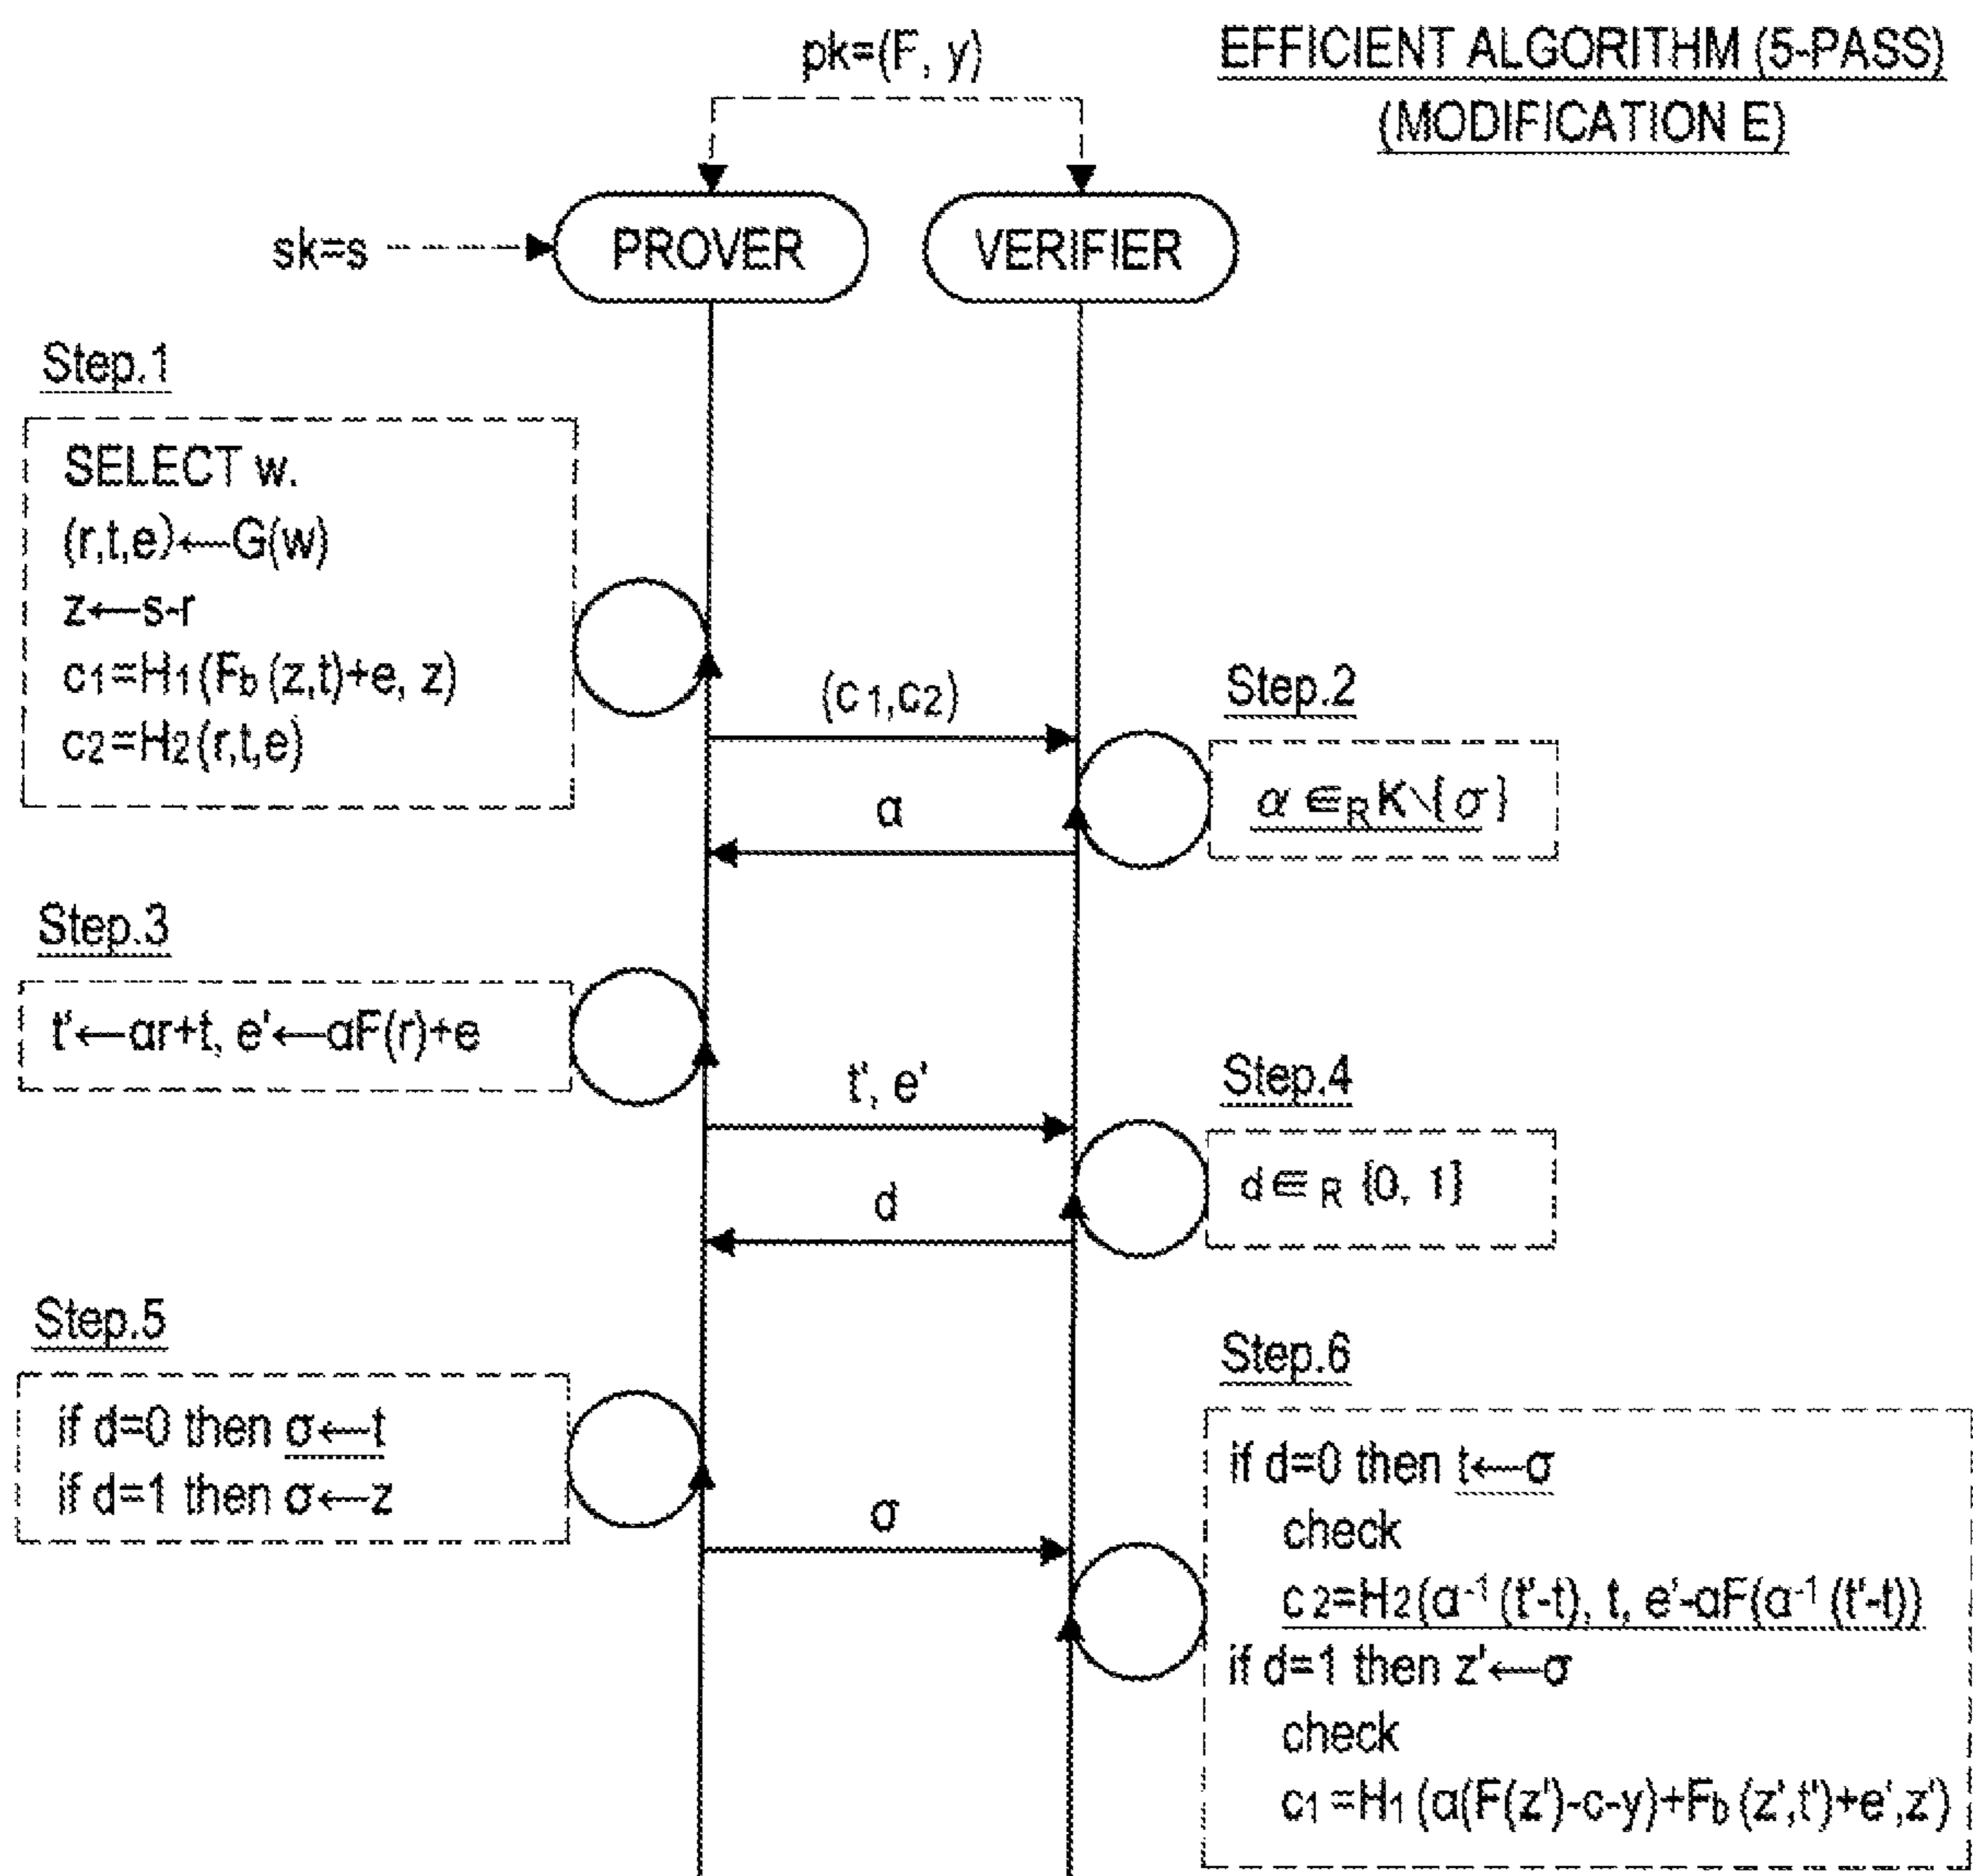 pk=(F, y)
EFFICIENT ALGORITHM (5-PASS)
(MODIFICATION E)
sk=s
PROVER
VERIFIER
Step.1
SELECT w.
(r,t,e)←G(w)
z←s-r
c1=H1(Fb(z,t)+e, z)
c2=H2(r,t,e)
(c1,c2)
Step.2
α ∈R K\{σ}
α
Step.3
t'←αr+t, e'←αF(r)+e
t', e'
Step.4
d∈R {0, 1}
d
Step.5
if d=0 then σ←t
if d=1 then σ←z
σ
Step.6
if d=0 then t←σ
check
c2=H2(α-1(t'-t), t, e'-αF(α-1((t'-t))
if d=1 then z'←σ
check
c1=H1(α(F(z')-c-y)+Fb(z',t')+e',z')